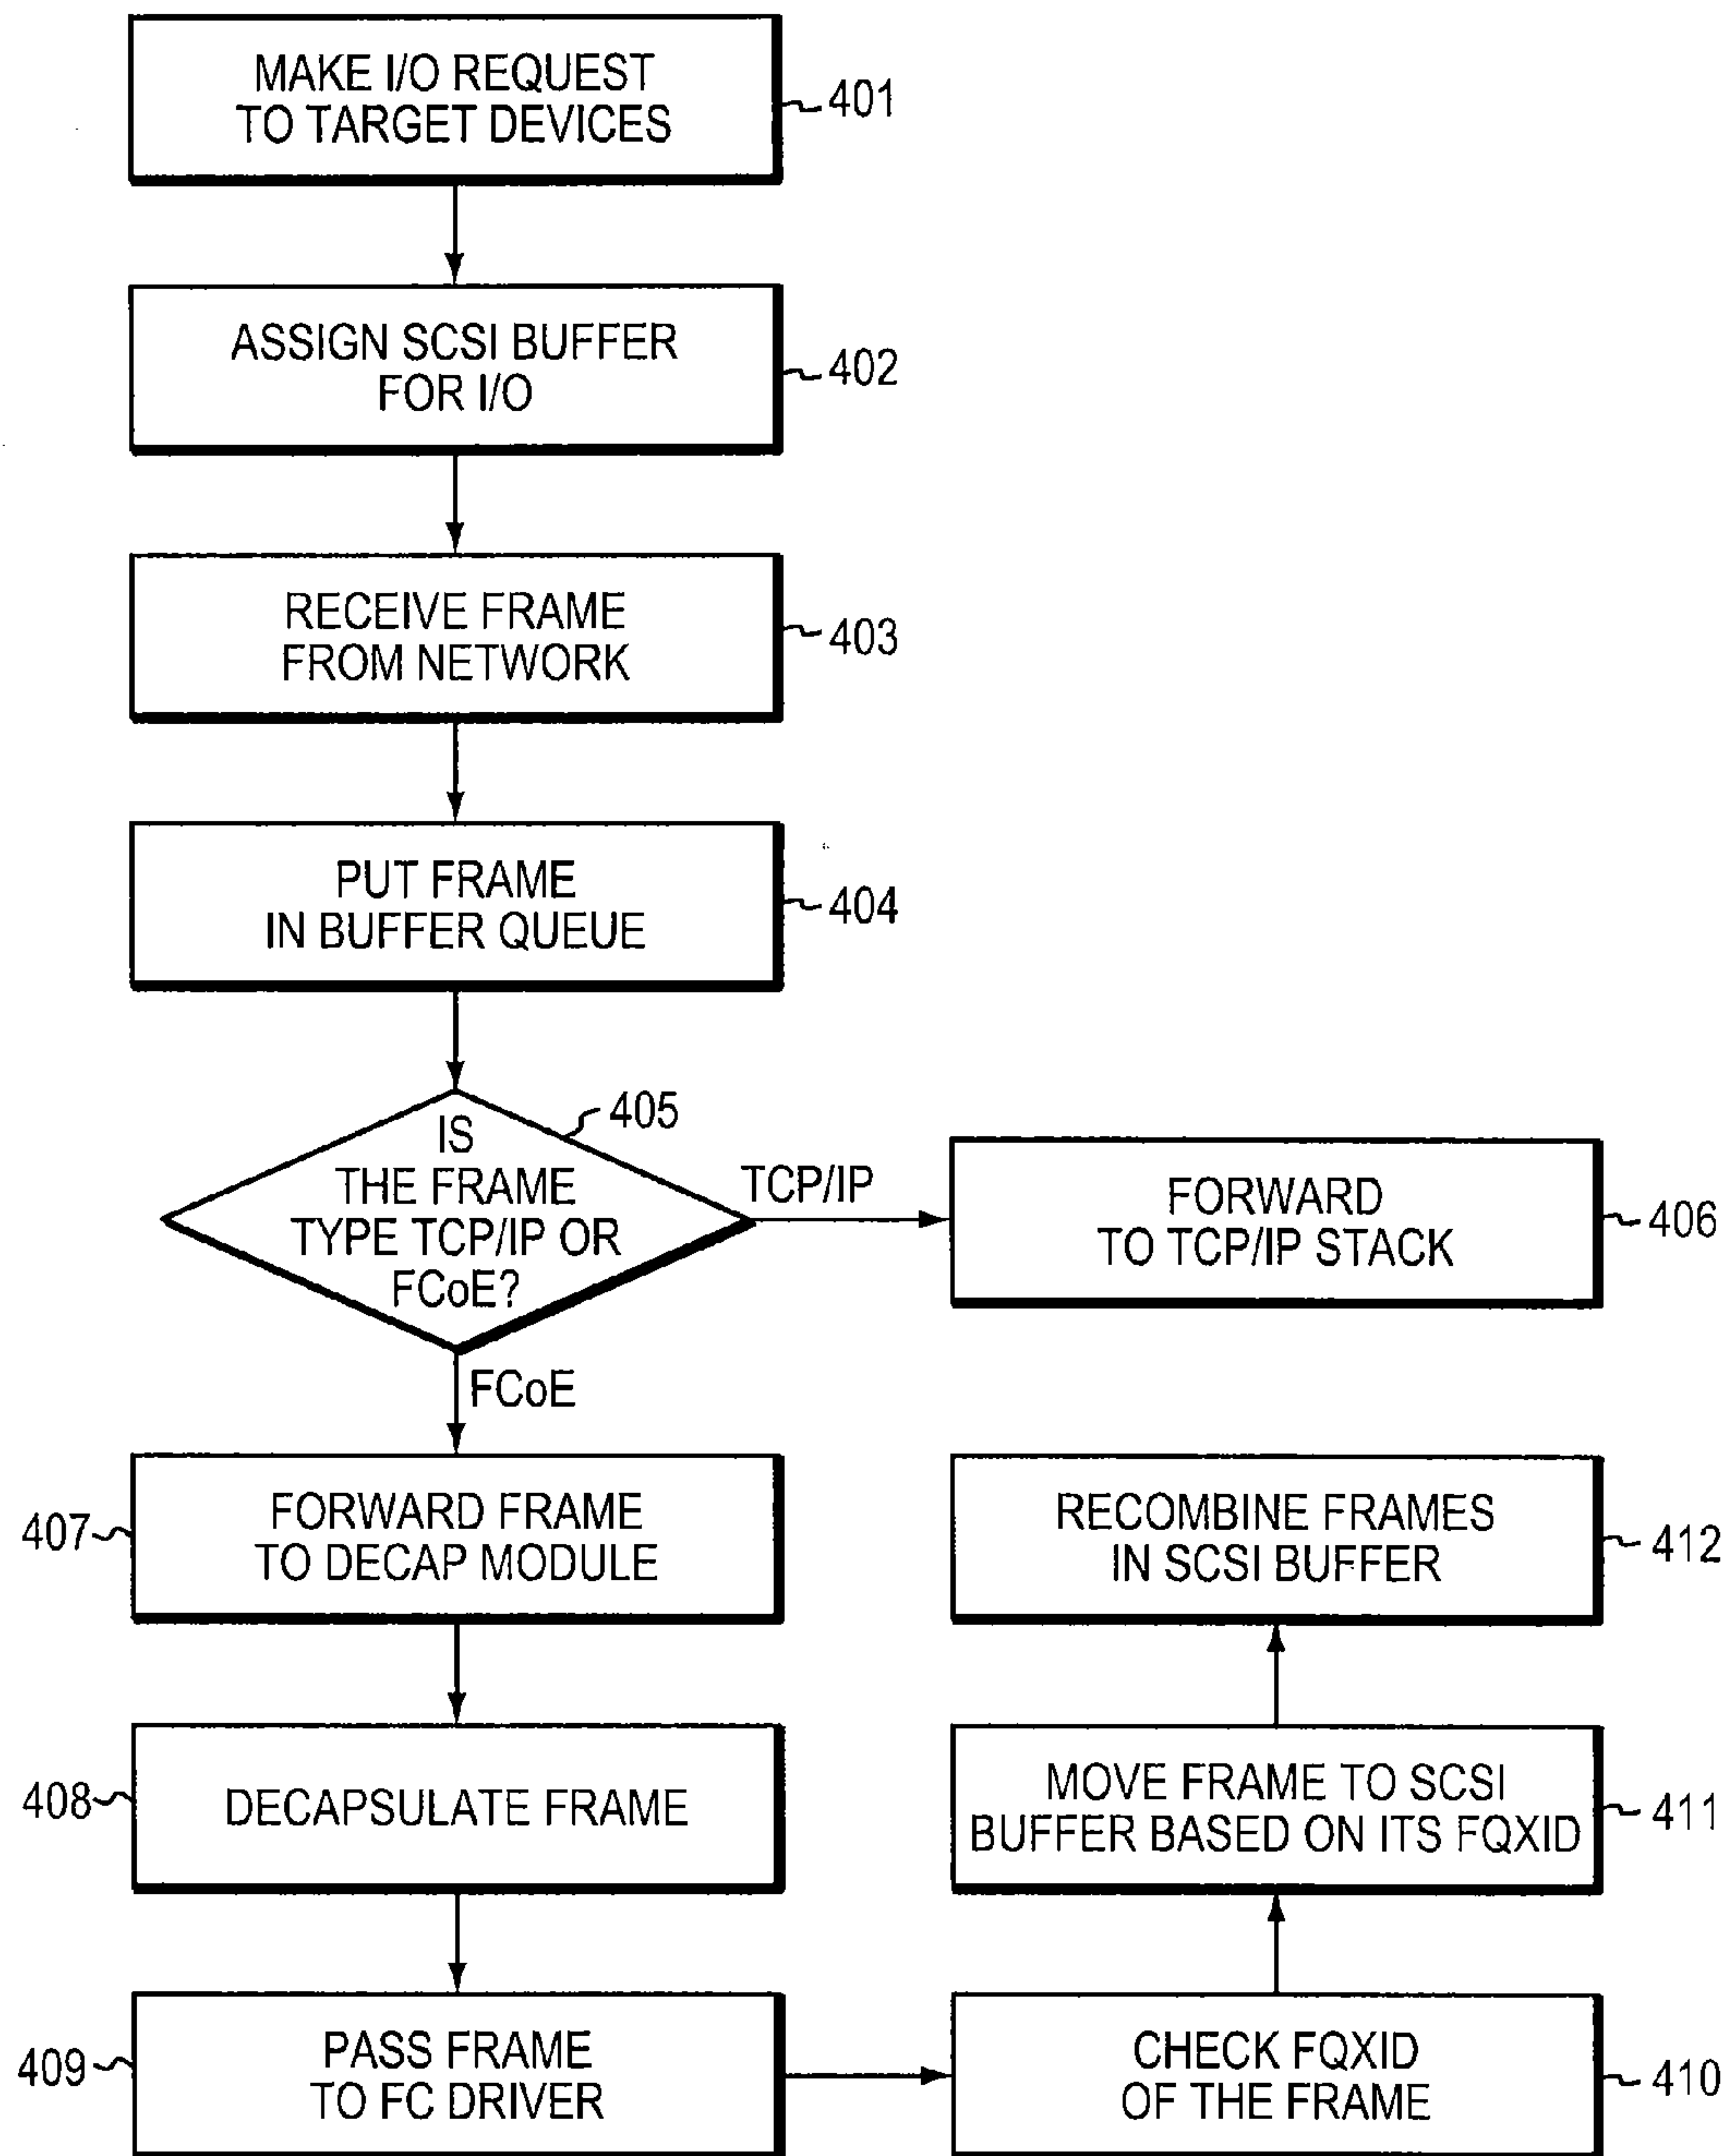 MAKE I/O REQUEST
TO TARGET DEVICES
401
ASSIGN SCSI BUFFER
FOR I/O
402
RECEIVE FRAME
FROM NETWORK
403
PUT FRAME
IN BUFFER QUEUE
404
405
IS
THE FRAME
TYPE TCP/IP OR
FCoE?
TCP/IP
FORWARD
TO TCP/IP STACK
406
FCoE
407
FORWARD FRAME
TO DECAP MODULE
408
DECAPSULATE FRAME
409
PASS FRAME
TO FC DRIVER
CHECK FQXID
OF THE FRAME
410
MOVE FRAME TO SCSI
BUFFER BASED ON ITS FQXID
411
RECOMBINE FRAMES
IN SCSI BUFFER
412